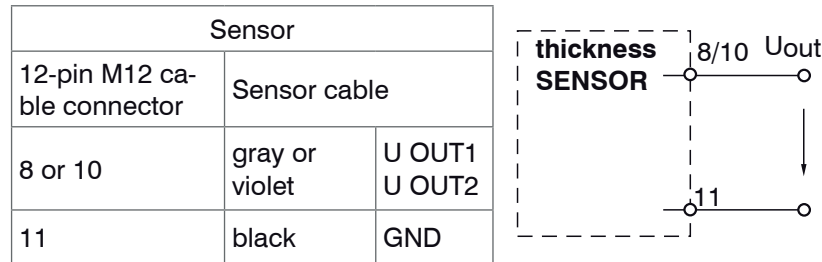 Sensor
12-pin M12 ca-
ble connector
Sensor cable
8 or 10
gray or
violet
U OUT1
U OUT2
11
black
GND
thickness
SENSOR
8/10
Uout
11